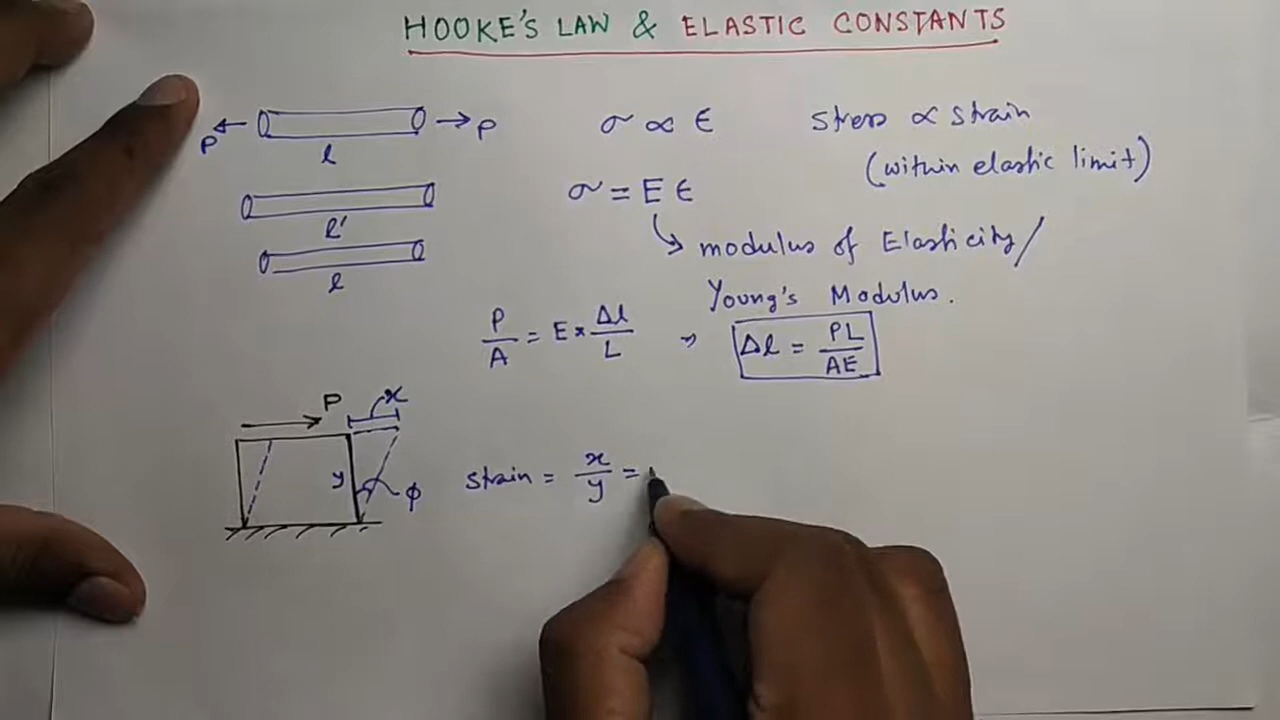 HOOKE'S LAW & ELASTIC CONSTANTS
P ← → P
l
σ ∝ ϵ
stress ∝ strain
(within elastic limit)
l'
σ = E ϵ
modulus of Elasticity/
Young's Modulus.
l
P/A = E × Δl/L ⇒ Δl = PL/AE
P x
y ϕ
strain = x/y =